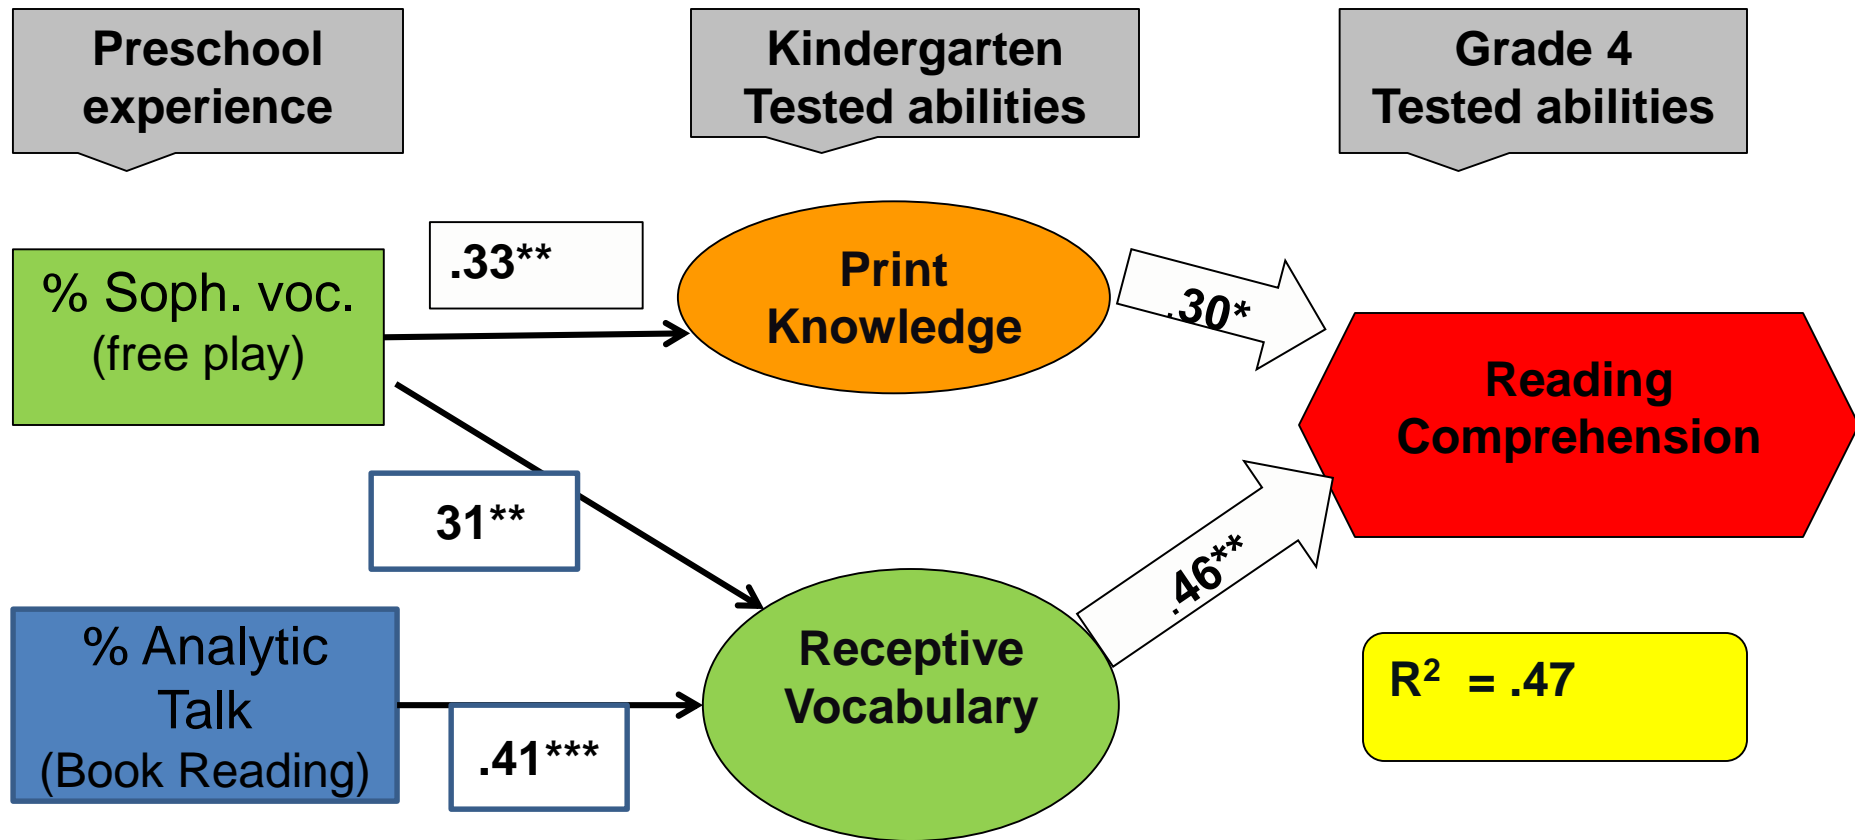 Preschool
experience
Kindergarten
Tested abilities
Grade 4
Tested abilities
% Soph. voc.
(free play)
.33**
Print
Knowledge
.30*
Reading
Comprehension
31**
.46**
% Analytic
Talk
(Book Reading)
.41***
Receptive
Vocabulary
R² = .47